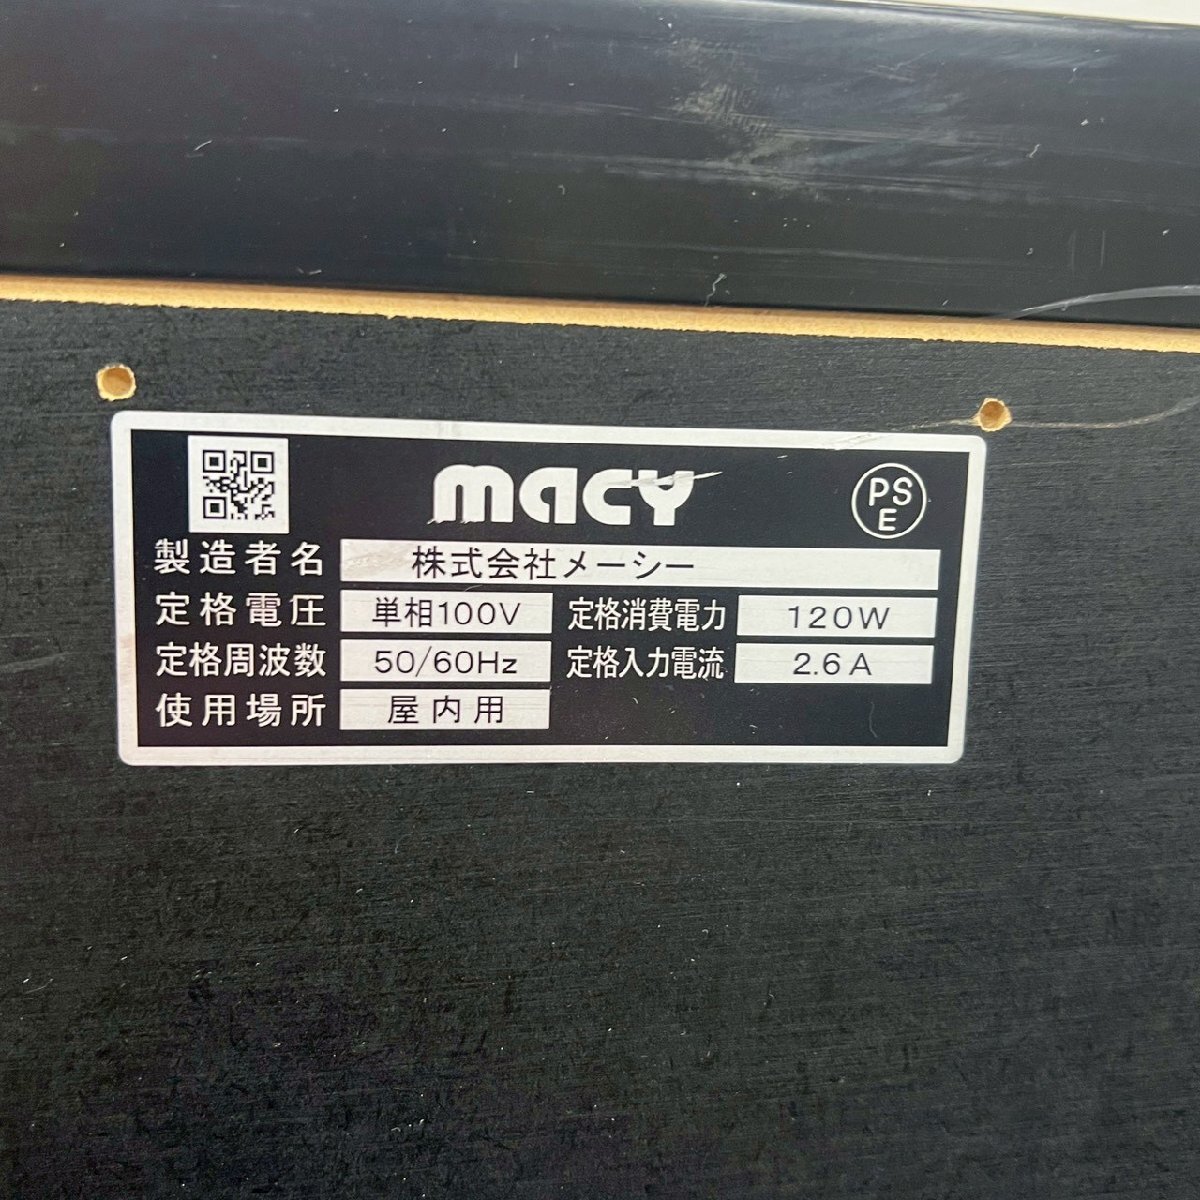 macy
PS
E
製造者名 株式会社メーシー
定格電圧 単相100V 定格消費電力 120W
定格周波数 50/60Hz 定格入力電流 2.6A
使用場所 屋内用